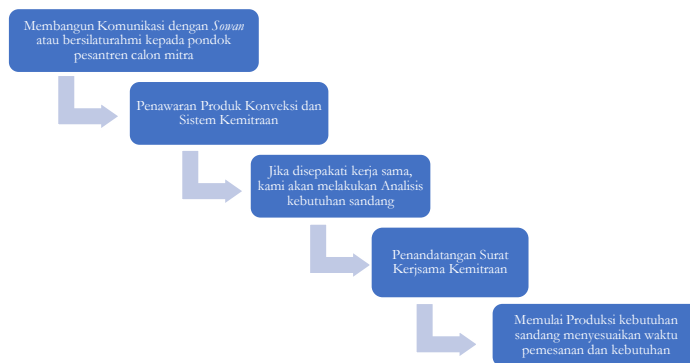 Membangun Komunikasi dengan Sowan
atau bersilaturahmi kepada pondok
pesantren calon mitra
Penawaran Produk Konveksi dan
Sistem Kemitraan
Jika disepakati kerja sama,
kami akan melakukan Analisis
kebutuhan sandang
Penandatangan Surat
Kerjsama Kemitraan
Memulai Produksi kebutuhan
sandang menyesuaikan waktu
pemesanan dan kebutuhan